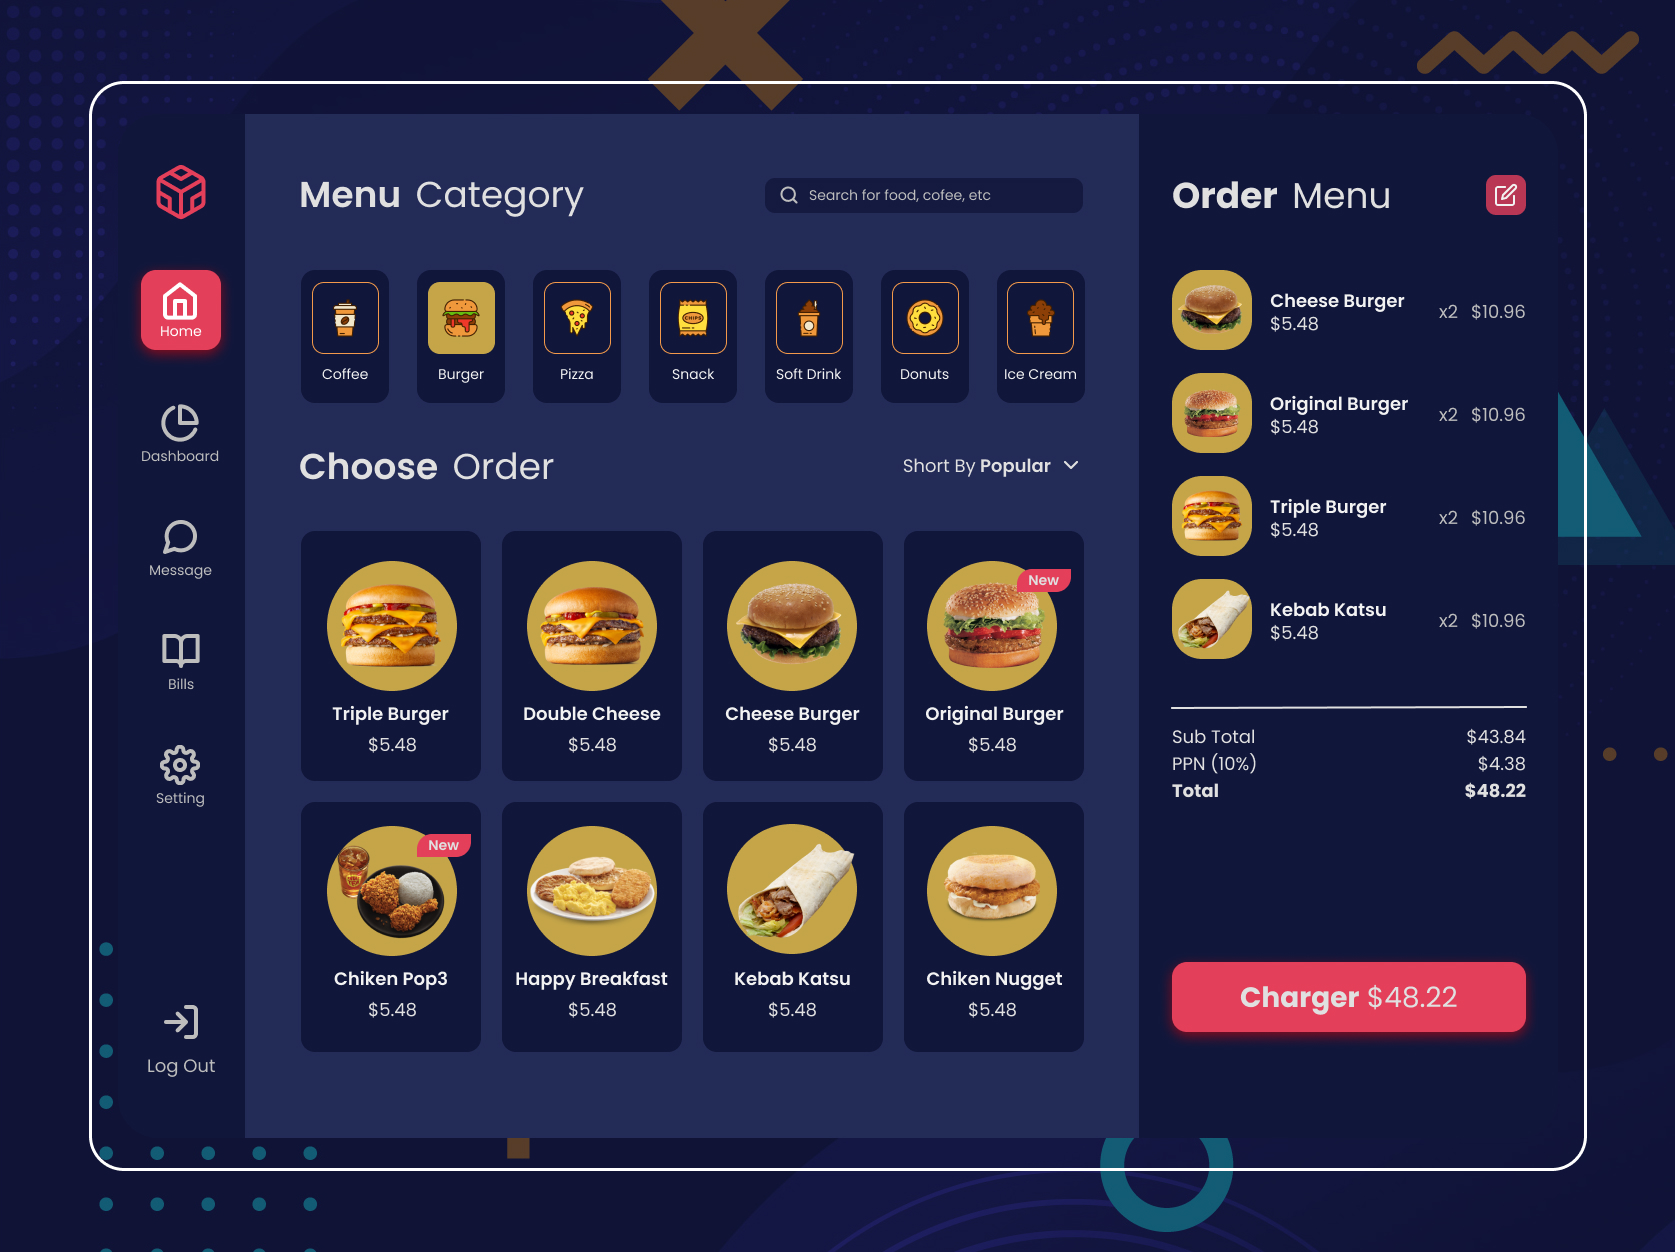 Home
Dashboard
Message
Bills
Setting
Log Out
Menu Category
Search for food, cofee, etc
Coffee
Burger
Pizza
CHIPS
Snack
Soft Drink
Donuts
Ice Cream
Choose Order
Short By Popular
Triple Burger
$5.48
Double Cheese
$5.48
Cheese Burger
$5.48
New
Original Burger
$5.48
New
Chiken Pop3
$5.48
Happy Breakfast
$5.48
Kebab Katsu
$5.48
Chiken Nugget
$5.48
Order Menu
Cheese Burger
$5.48
x2 $10.96
Original Burger
$5.48
x2 $10.96
Triple Burger
$5.48
x2 $10.96
Kebab Katsu
$5.48
x2 $10.96
Sub Total $43.84
PPN (10%) $4.38
Total $48.22
Charger $48.22